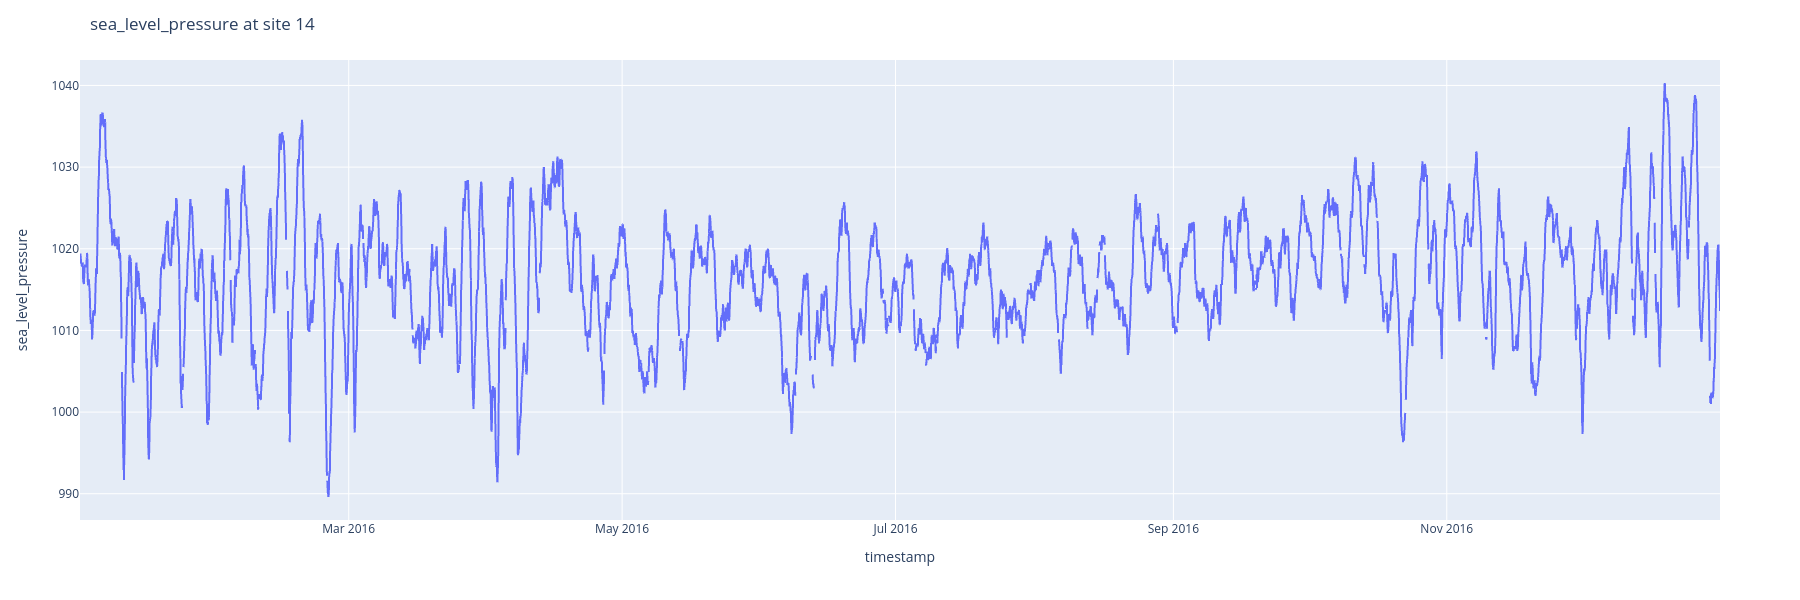 sea_level_pressure at site 14
sea_level_pressure
1040
1030
1020
1010
1000
990
Mar 2016
May 2016
Jul 2016
Sep 2016
Nov 2016
timestamp